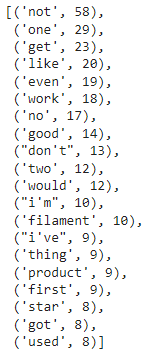 [('not', 58),
('one', 29),
('get', 23),
('like', 20),
('even', 19),
('work', 18),
('no', 17),
('good', 14),
("don't", 13),
('two', 12),
('would', 12),
("i'm", 10),
('filament', 10),
("i've", 9),
('thing', 9),
('product', 9),
('first', 9),
('star', 8),
('got', 8),
('used', 8)]